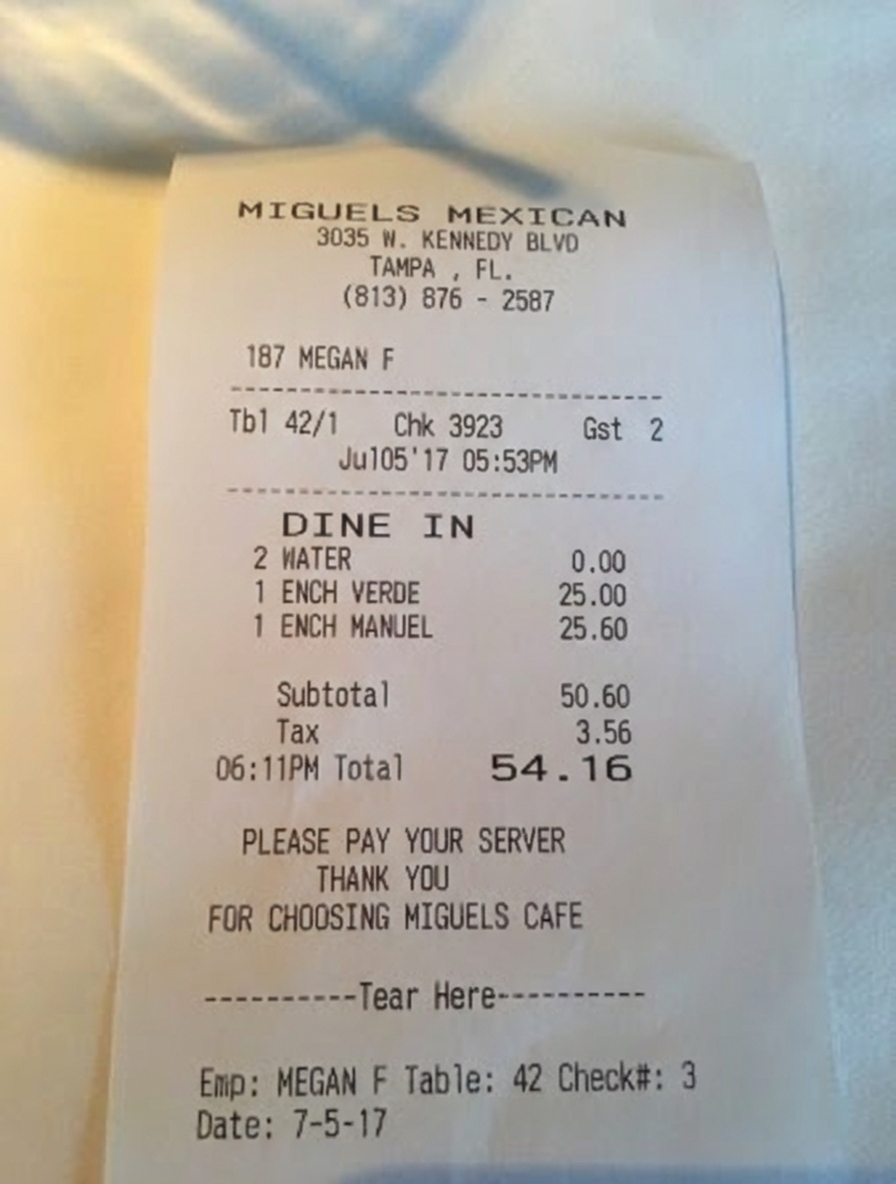 MIGUELS MEXICAN
3035 W. KENNEDY BLVD
TAMPA , FL.
(813) 876 - 2587
187 MEGAN F
--------------------------------
Tbl 42/1 Chk 3923 Gst 2
Jul05'17 05:53PM
--------------------------------
DINE IN
2 WATER 0.00
1 ENCH VERDE 25.00
1 ENCH MANUEL 25.60
Subtotal 50.60
Tax 3.56
06:11PM Total 54.16
PLEASE PAY YOUR SERVER
THANK YOU
FOR CHOOSING MIGUELS CAFE
----------Tear Here----------
Emp: MEGAN F Table: 42 Check#: 3
Date: 7-5-17